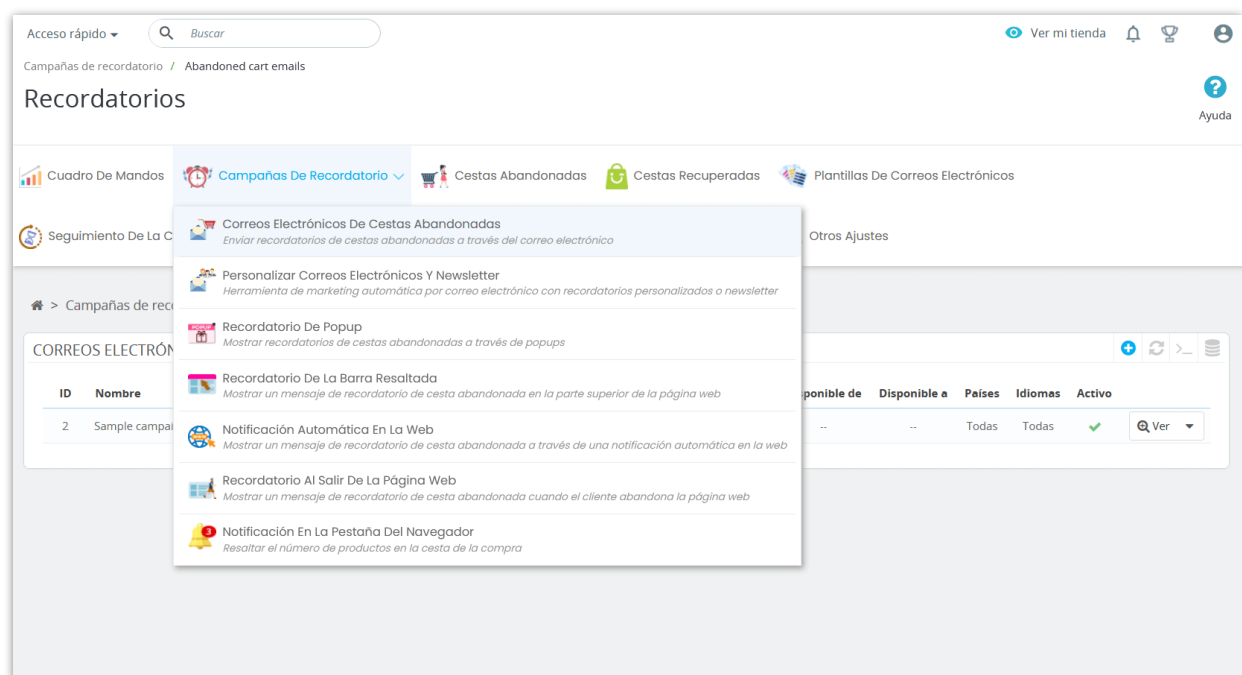 Acceso rápido
Buscar
Ver mi tienda
Campañas de recordatorio / Abandoned cart emails
Recordatorios
Ayuda
Cuadro De Mandos
Campañas De Recordatorio
Cestas Abandonadas
Cestas Recuperadas
Plantillas De Correos Electrónicos
Seguimiento De La C
Otros Ajustes
Correos Electrónicos De Cestas Abandonadas
Enviar recordatorios de cestas abandonadas a través del correo electrónico
Personalizar Correos Electrónicos Y Newsletter
Herramienta de marketing automática por correo electrónico con recordatorios personalizados o newsletter
POPUP
Recordatorio De Popup
Mostrar recordatorios de cestas abandonadas a través de popups
Recordatorio De La Barra Resaltada
Mostrar un mensaje de recordatorio de cesta abandonada en la parte superior de la página web
Notificación Automática En La Web
Mostrar un mensaje de recordatorio de cesta abandonada a través de una notificación automática en la web
Recordatorio Al Salir De La Página Web
Mostrar un mensaje de recordatorio de cesta abandonada cuando el cliente abandona la página web
3
Notificación En La Pestaña Del Navegador
Resaltar el número de productos en la cesta de la compra
> Campañas de reco
CORREOS ELECTRÓN
ID Nombre ponible de Disponible a Países Idiomas Activo
2 Sample campai -- -- Todas Todas Ver